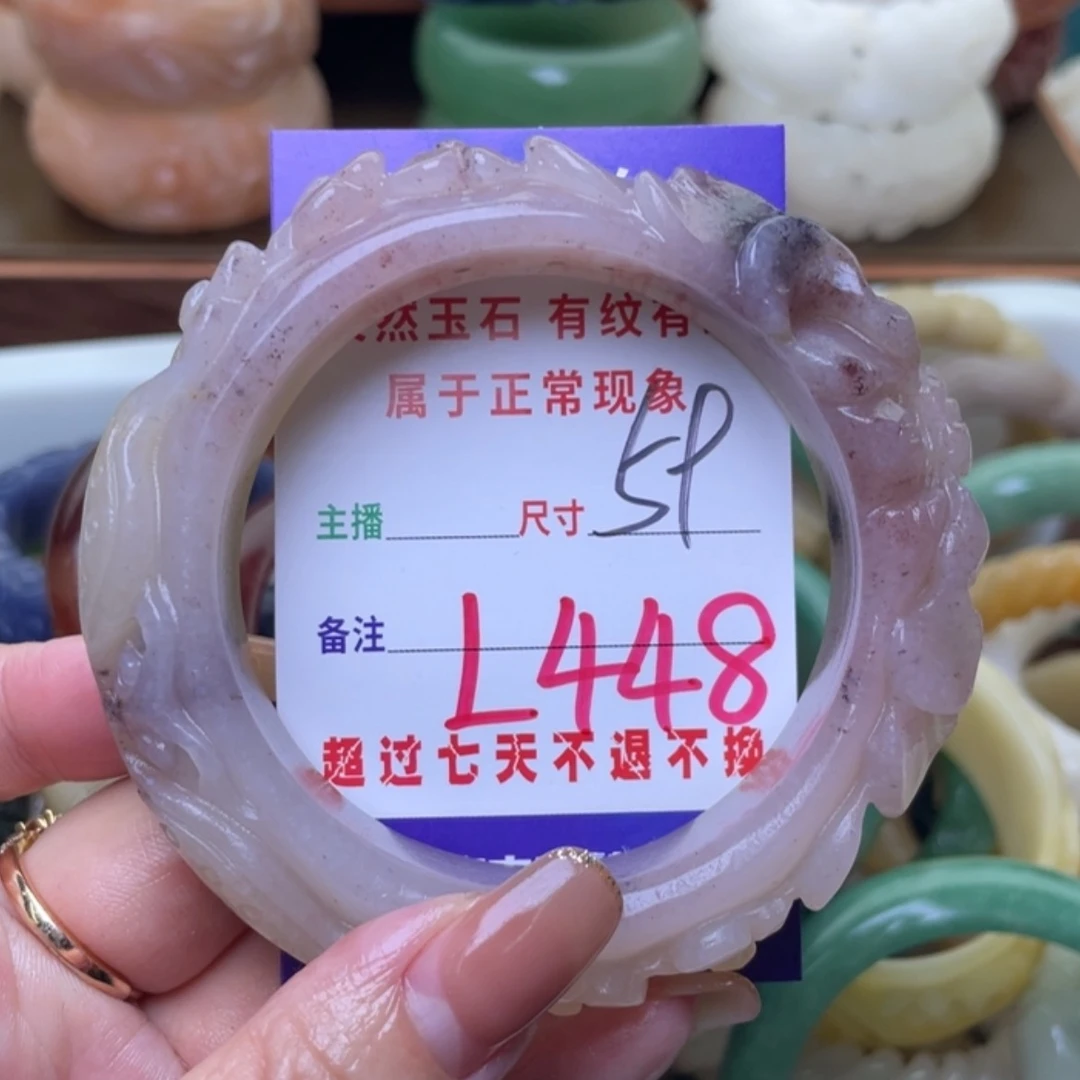 然玉石 有纹有
属于正常现象
主播 尺寸 59
备注 L448
超过七天不退不换